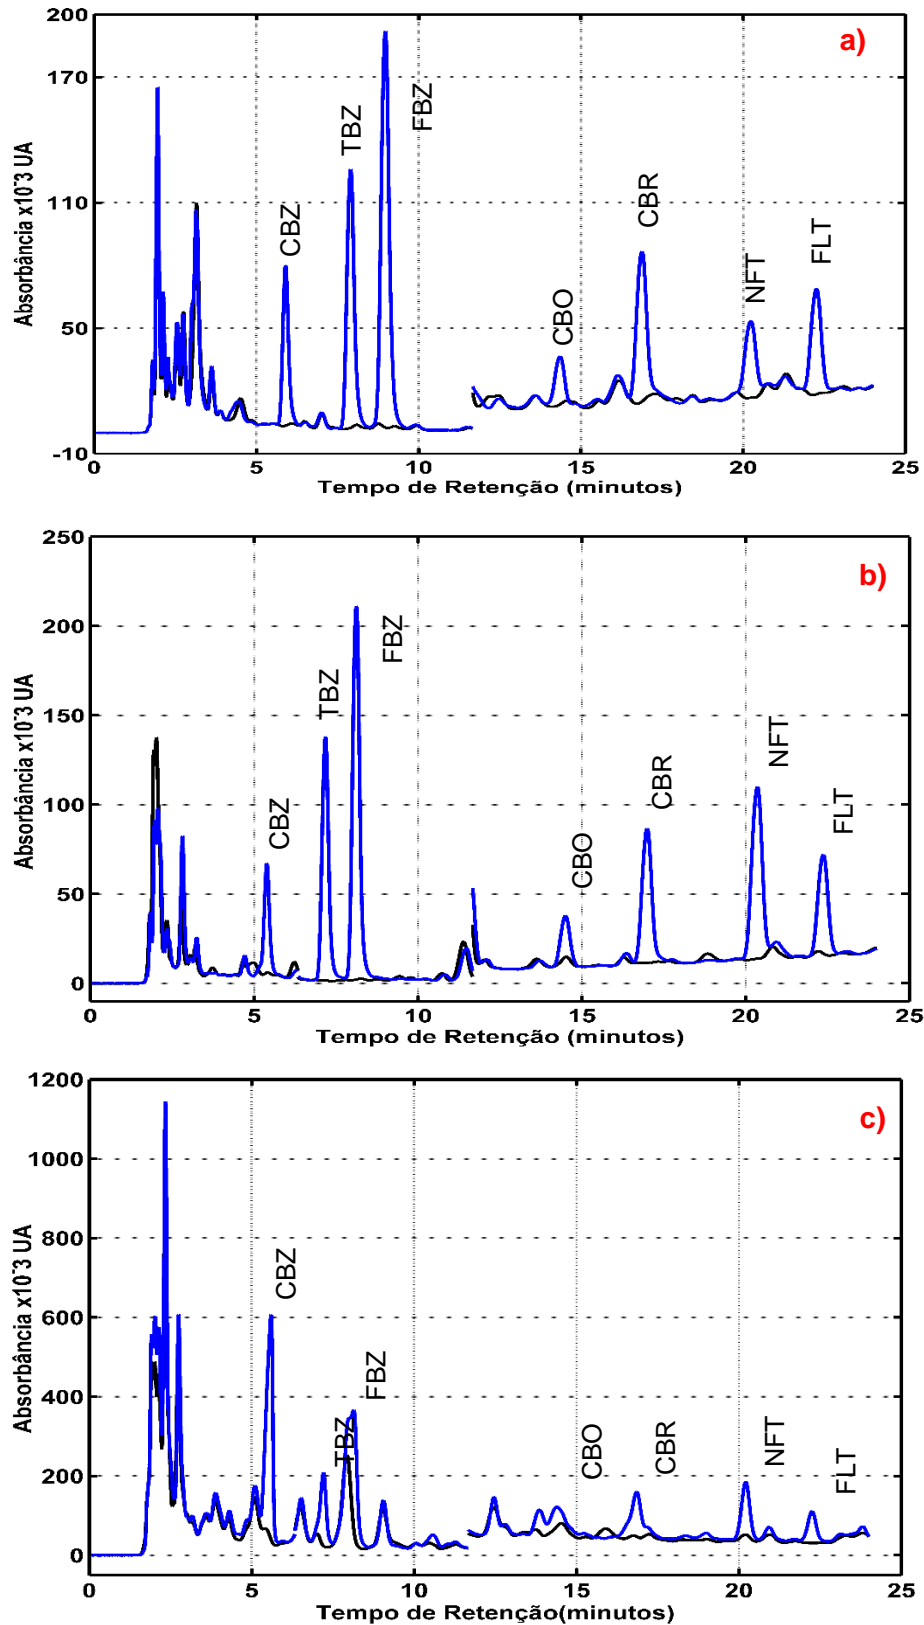 200
a)
170
110
50
-10
Absorbância x10⁻3 UA
CBZ
TBZ
FBZ
CBO
CBR
NFT
FLT
0 5 10 15 20 25
Tempo de Retenção (minutos)
250
b)
200
150
100
50
0
Absorbância x10⁻3 UA
CBZ
TBZ
FBZ
CBO
CBR
NFT
FLT
0 5 10 15 20 25
Tempo de Retenção (minutos)
1200
c)
1000
800
600
400
200
0
Absorbância x10⁻3 UA
CBZ
TBZ
FBZ
CBO
CBR
NFT
FLT
0 5 10 15 20 25
Tempo de Retenção(minutos)